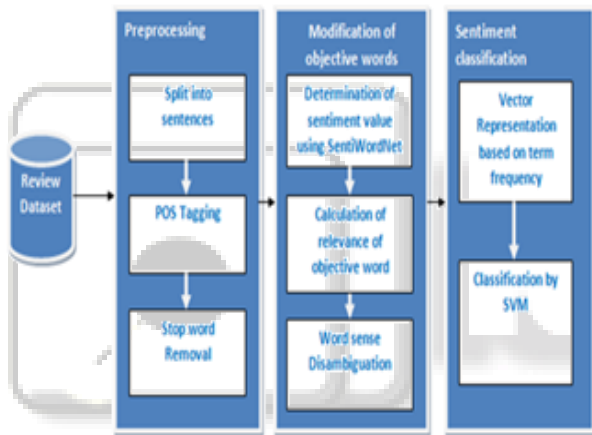 Review
Dataset
Preprocessing
Split into
sentences
POS Tagging
Stop word
Removal
Modification of
objective words
Determination of
sentiment value
using SentiWordNet
Calculation of
relevance of
objective word
Word sense
Disambiguation
Sentiment
classification
Vector
Representation
based on term
frequency
Classification by
SVM